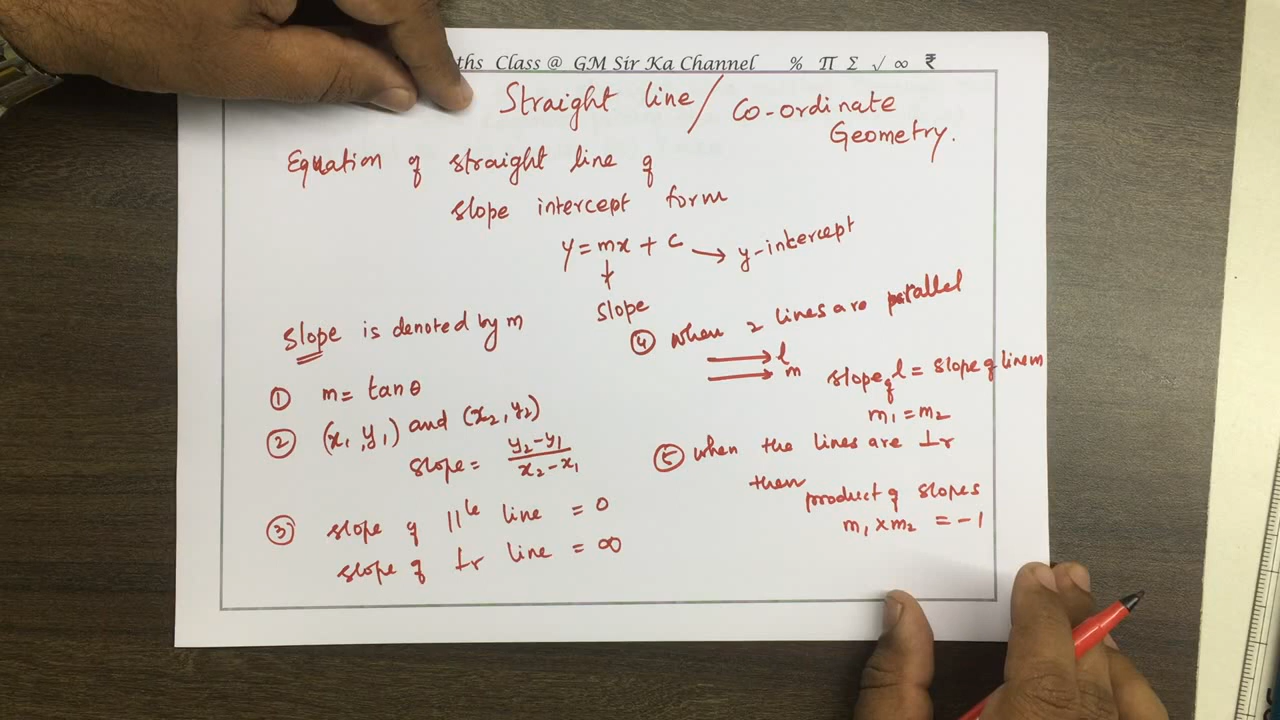 ths Class @ GM Sir Ka Channel % Π Σ √ ∞ ₹
Straight line/ Co-ordinate
Geometry.
Equation of straight line of
slope intercept form
y = mx + c → y-intercept
slope
slope is denoted by m
① m = tanθ
② (x₁, y₁) and (x₂, y₂)
slope = (y₂-y₁)/(x₂-x₁)
③ slope of ||le line = 0
slope of ⊥r line = ∞
④ when 2 lines are parallel
l
m
slope of l = slope of line m
m₁ = m₂
⑤ when the lines are ⊥r
then
product of slopes
m₁ × m₂ = -1